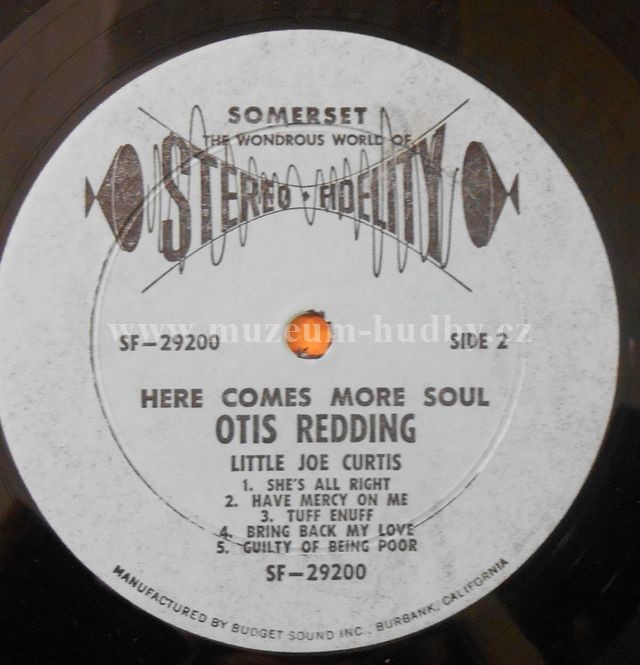 SOMERSET
THE WONDROUS WORLD OF
STEREO • FIDELITY
www.muzeum-hudby.cz
SF-29200 SIDE 2
HERE COMES MORE SOUL
OTIS REDDING
LITTLE JOE CURTIS
1. SHE'S ALL RIGHT
2. HAVE MERCY ON ME
3. TUFF ENUFF
4. BRING BACK MY LOVE
5. GUILTY OF BEING POOR
SF-29200
MANUFACTURED BY BUDGET SOUND INC., BURBANK, CALIFORNIA